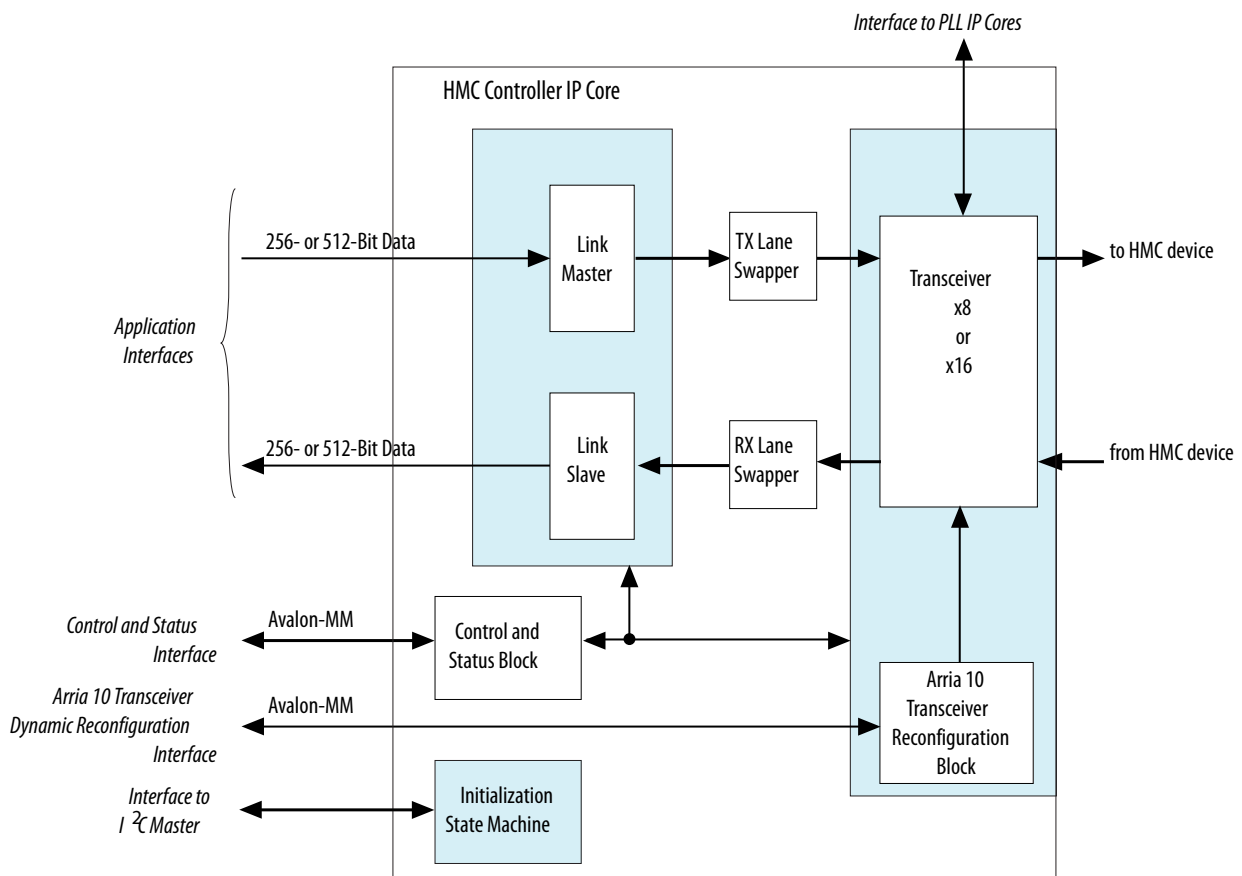 Interface to PLL IP Cores
HMC Controller IP Core
256- or 512-Bit Data
Link
Master
TX Lane
Swapper
Transceiver
x8
or
x16
to HMC device
Application
Interfaces
256- or 512-Bit Data
Link
Slave
RX Lane
Swapper
from HMC device
Control and Status
Interface
Avalon-MM
Control and
Status Block
Arria 10 Transceiver
Dynamic Reconfiguration
Interface
Avalon-MM
Arria 10
Transceiver
Reconfiguration
Block
Interface to
I 2C Master
Initialization
State Machine